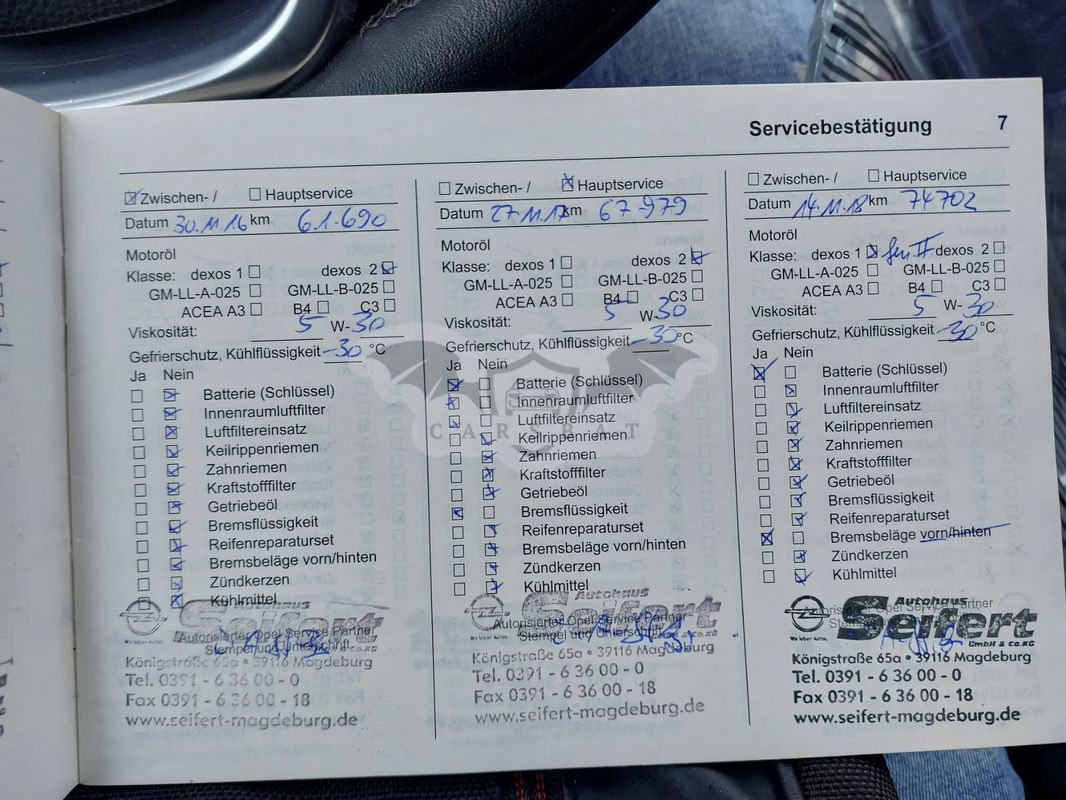 Servicebestätigung 7
Zwischen- / Hauptservice
Datum 30.11.16 km 61.690
Motoröl
Klasse: dexos 1 dexos 2
GM-LL-A-025 GM-LL-B-025
ACEA A3 B4 C3
Viskosität: 5 W-30
Gefrierschutz, Kühlflüssigkeit -30 °C
Ja Nein
Batterie (Schlüssel)
Innenraumluftfilter
Luftfiltereinsatz
Keilrippenriemen
Zahnriemen
Kraftstofffilter
Getriebeöl
Bremsflüssigkeit
Reifenreparaturset
Bremsbeläge vorn/hinten
Zündkerzen
Kühlmittel
Autohaus
Seifert
Autorisierter Opel Service Partner
Stempel und Unterschrift
Königstraße 65a • 39116 Magdeburg
Tel. 0391 - 6 36 00 - 0
Fax 0391 - 6 36 00 - 18
www.seifert-magdeburg.de
Zwischen- / Hauptservice
Datum 27.11.17 km 67-979
Motoröl
Klasse: dexos 1 dexos 2
GM-LL-A-025 GM-LL-B-025
ACEA A3 B4 C3
Viskosität: 5 W-30
Gefrierschutz, Kühlflüssigkeit -30 °C
Ja Nein
Batterie (Schlüssel)
Innenraumluftfilter
Luftfiltereinsatz
Keilrippenriemen
Zahnriemen
Kraftstofffilter
Getriebeöl
Bremsflüssigkeit
Reifenreparaturset
Bremsbeläge vorn/hinten
Zündkerzen
Kühlmittel
Autohaus
Seifert
Autorisierter Opel Service Partner
Stempel und Unterschrift
Königstraße 65a • 39116 Magdeburg
Tel. 0391 - 6 36 00 - 0
Fax 0391 - 6 36 00 - 18
www.seifert-magdeburg.de
Zwischen- / Hauptservice
Datum 14.11.18 km 74702
Motoröl
Klasse: dexos 1 Gen II dexos 2
GM-LL-A-025 GM-LL-B-025
ACEA A3 B4 C3
Viskosität: 5 W-30
Gefrierschutz, Kühlflüssigkeit -30 °C
Ja Nein
Batterie (Schlüssel)
Innenraumluftfilter
Luftfiltereinsatz
Keilrippenriemen
Zahnriemen
Kraftstofffilter
Getriebeöl
Bremsflüssigkeit
Reifenreparaturset
Bremsbeläge vorn/hinten
Zündkerzen
Kühlmittel
Autohaus
Seifert
GmbH & Co.KG
Autorisierter Opel Service Partner
Königstraße 65a • 39116 Magdeburg
Tel. 0391 - 6 36 00 - 0
Fax 0391 - 6 36 00 - 18
www.seifert-magdeburg.de
CARSBAT